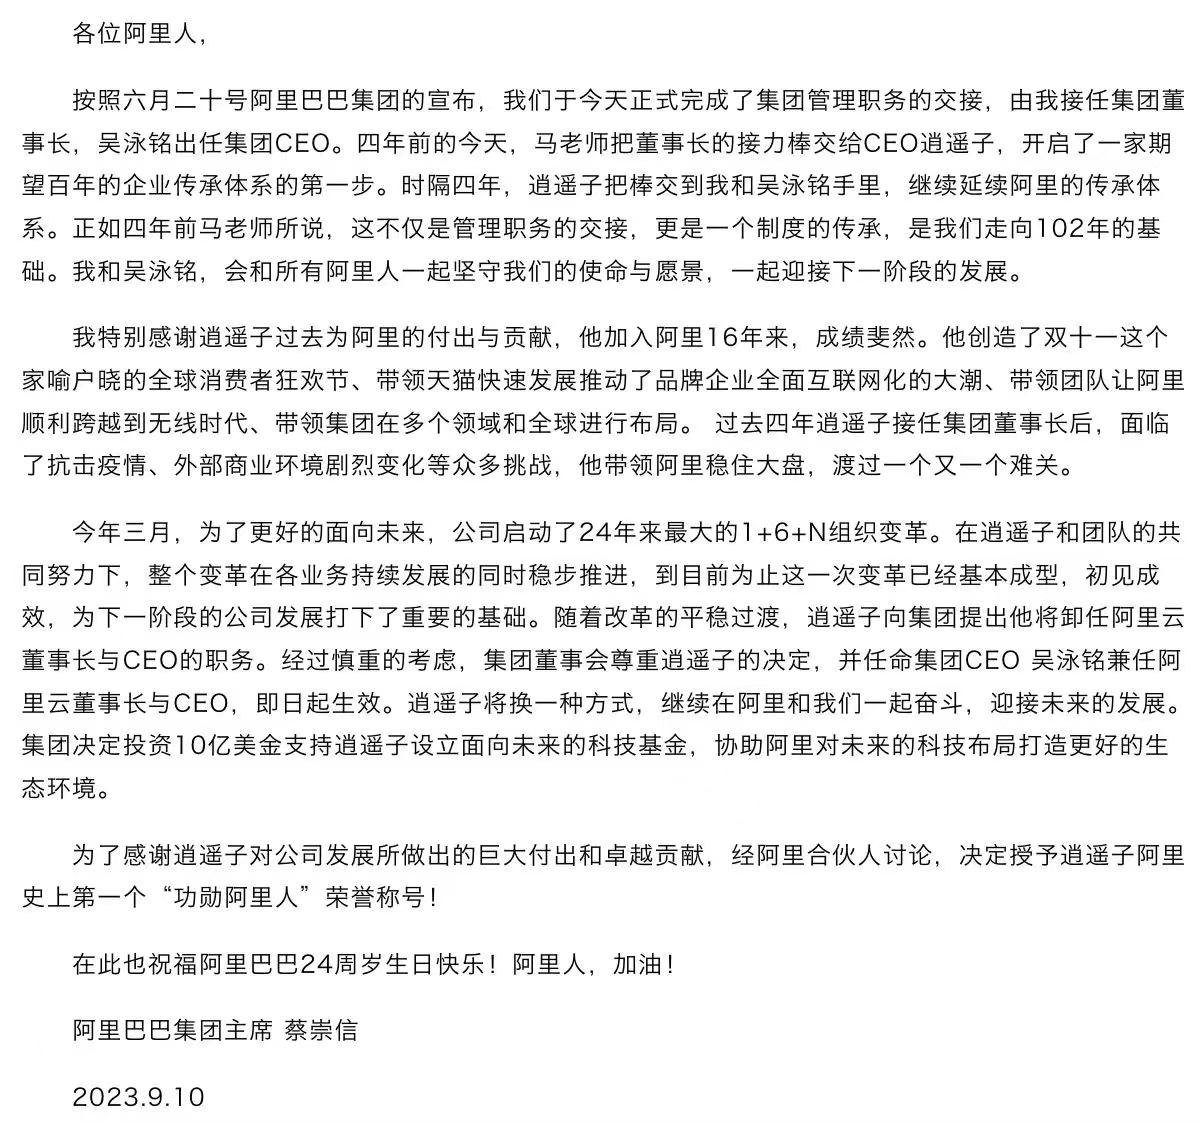 各位阿里人，
按照六月二十号阿里巴巴集团的宣布，我们于今天正式完成了集团管理职务的交接，由我接任集团董
事长，吴泳铭出任集团CEO。四年前的今天，马老师把董事长的接力棒交给CEO逍遥子，开启了一家期
望百年的企业传承体系的第一步。时隔四年，逍遥子把棒交到我和吴泳铭手里，继续延续阿里的传承体
系。正如四年前马老师所说，这不仅是管理职务的交接，更是一个制度的传承，是我们走向102年的基
础。我和吴泳铭，会和所有阿里人一起坚守我们的使命与愿景，一起迎接下一阶段的发展。
我特别感谢逍遥子过去为阿里的付出与贡献，他加入阿里16年来，成绩斐然。他创造了双十一这个
家喻户晓的全球消费者狂欢节、带领天猫快速发展推动了品牌企业全面互联网化的大潮、带领团队让阿里
顺利跨越到无线时代、带领集团在多个领域和全球进行布局。 过去四年逍遥子接任集团董事长后，面临
了抗击疫情、外部商业环境剧烈变化等众多挑战，他带领阿里稳住大盘，渡过一个又一个难关。
今年三月，为了更好的面向未来，公司启动了24年来最大的1+6+N组织变革。在逍遥子和团队的共
同努力下，整个变革在各业务持续发展的同时稳步推进，到目前为止这一次变革已经基本成型，初见成
效，为下一阶段的公司发展打下了重要的基础。随着改革的平稳过渡，逍遥子向集团提出他将卸任阿里云
董事长与CEO的职务。经过慎重的考虑，集团董事会尊重逍遥子的决定，并任命集团CEO 吴泳铭兼任阿
里云董事长与CEO，即日起生效。逍遥子将换一种方式，继续在阿里和我们一起奋斗，迎接未来的发展。
集团决定投资10亿美金支持逍遥子设立面向未来的科技基金，协助阿里对未来的科技布局打造更好的生
态环境。
为了感谢逍遥子对公司发展所做出的巨大付出和卓越贡献，经阿里合伙人讨论，决定授予逍遥子阿里
史上第一个“功勋阿里人”荣誉称号！
在此也祝福阿里巴巴24周岁生日快乐！阿里人，加油！
阿里巴巴集团主席 蔡崇信
2023.9.10